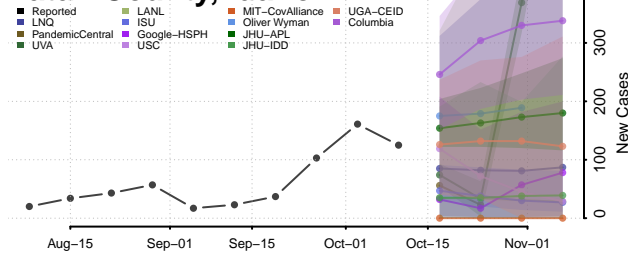 Reported LANL MIT-CovAlliance UGA-CEID
LNQ ISU Oliver Wyman Columbia
PandemicCentral Google-HSPH JHU-APL
UVA USC JHU-IDD
300
200
100
0
New Cases
Aug-15 Sep-01 Sep-15 Oct-01 Oct-15 Nov-01